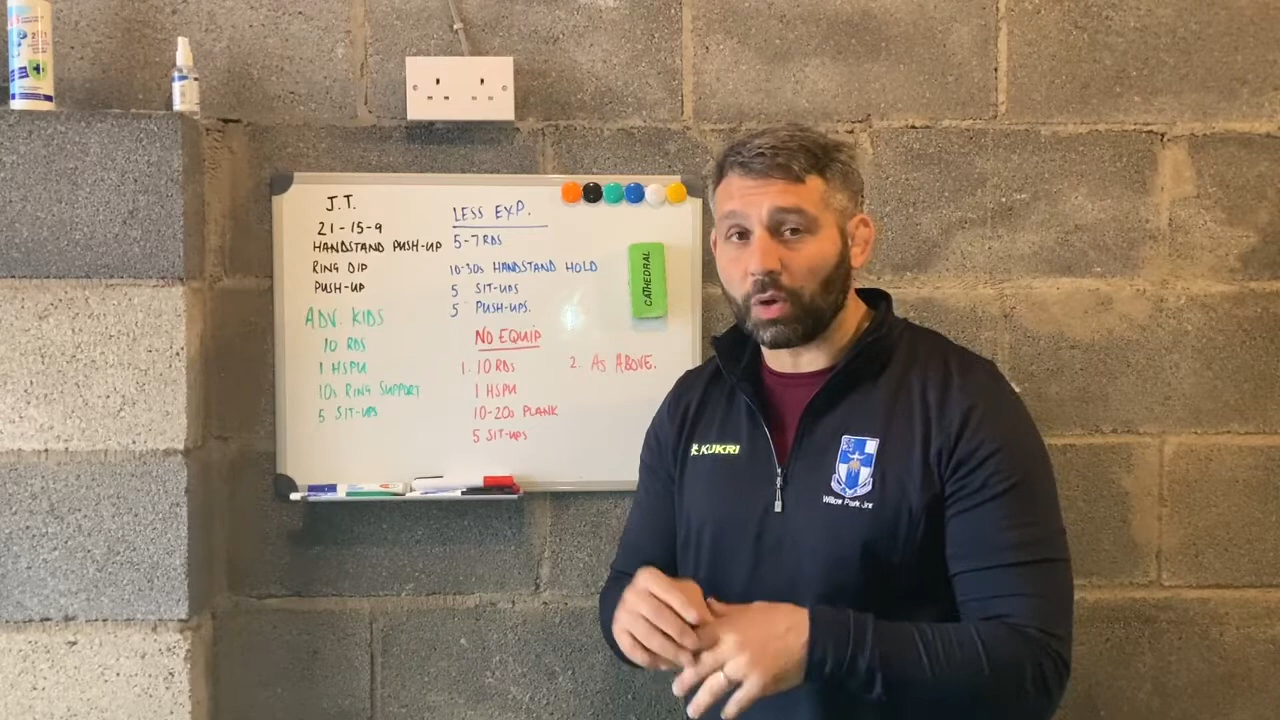 J.T.
21-15-9
HANDSTAND PUSH-UP
RING DIP
PUSH-UP
ADV. KIDS
10 RDS
1 HSPU
10s RING SUPPORT
5 SIT-UPS
LESS EXP.
5-7 RDS
10-30s HANDSTAND HOLD
5 SIT-UPS
5 PUSH-UPS.
NO EQUIP
1. 10 RDS
1 HSPU
10-20s PLANK
5 SIT-UPS
2. AS ABOVE.
CATHEDRAL
KUKRI
Willow Park Jnr